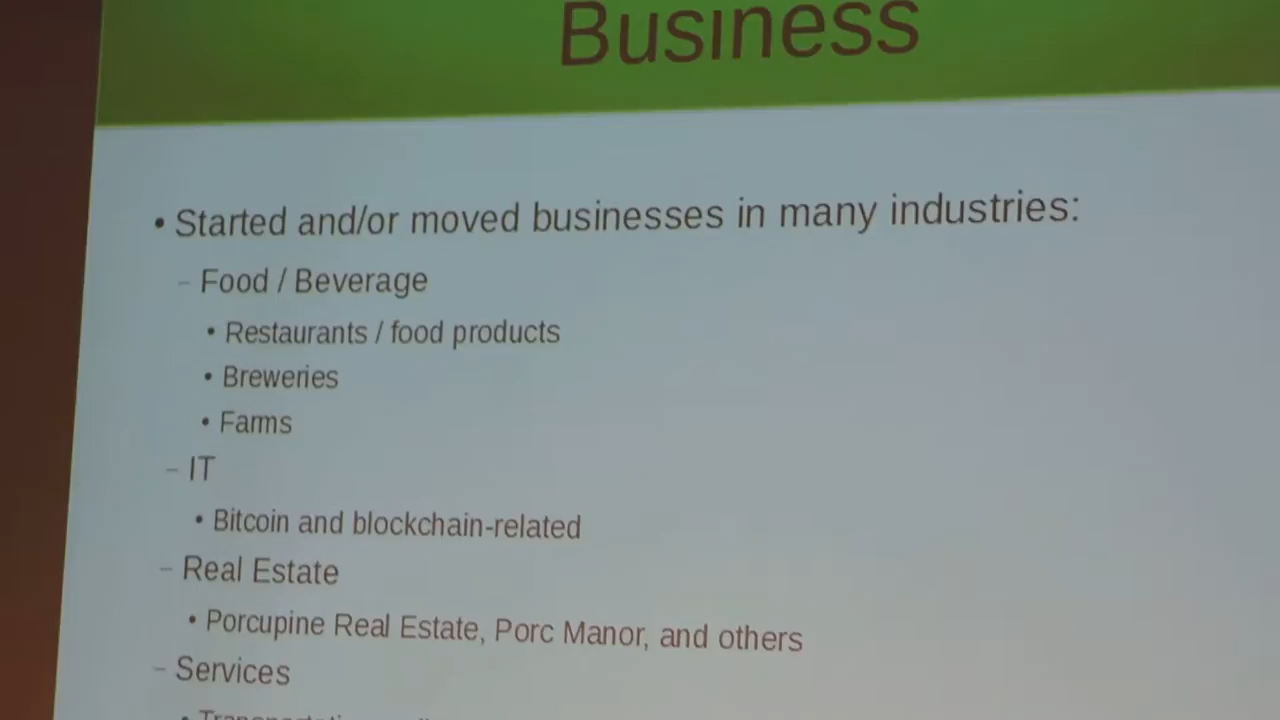 Business
• Started and/or moved businesses in many industries:
– Food / Beverage
• Restaurants / food products
• Breweries
• Farms
– IT
• Bitcoin and blockchain-related
– Real Estate
• Porcupine Real Estate, Porc Manor, and others
– Services